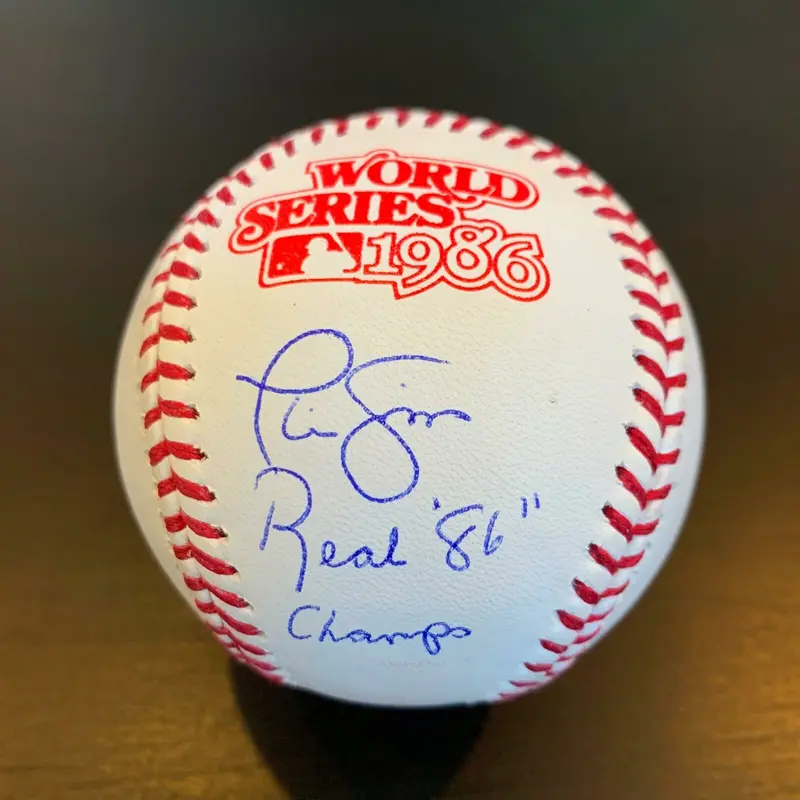 WORLD
SERIES
1986
Real '86"
Champs